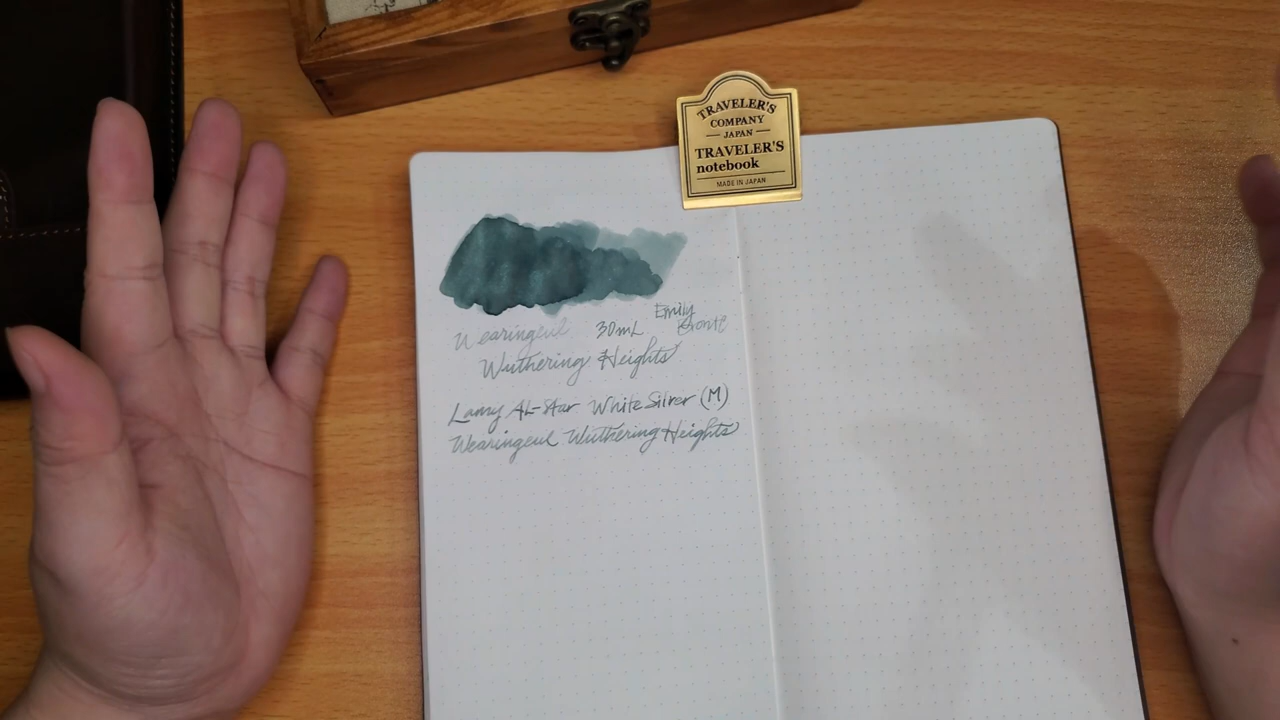 TRAVELER'S
COMPANY
JAPAN
TRAVELER'S
notebook
MADE IN JAPAN
Wearingeul 30mL Emily Brontë
Wuthering Heights
Lamy AL-Star White Silver (M)
Wearingeul Wuthering Heights